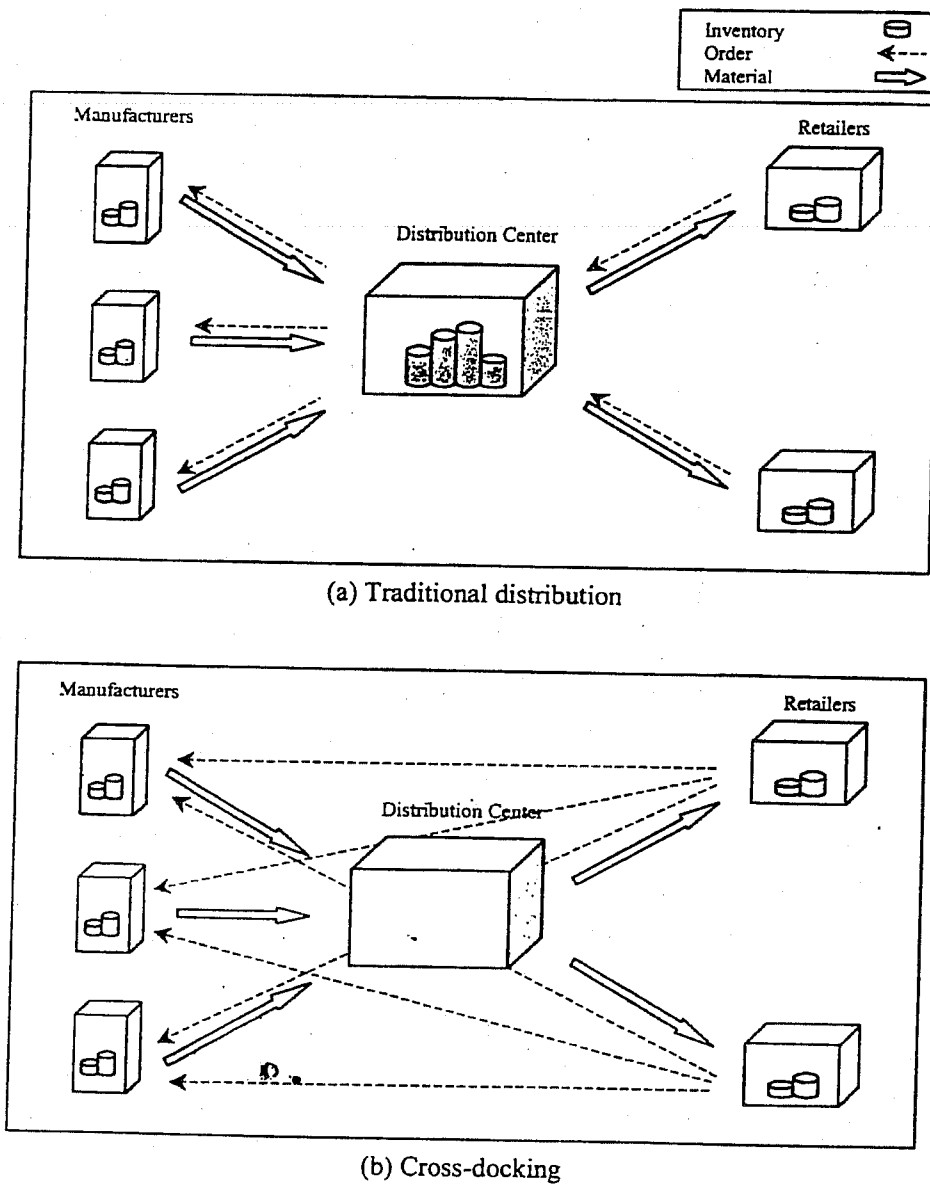 Inventory
Order
Material
Manufacturers
Retailers
Distribution Center
(a) Traditional distribution
Manufacturers
Retailers
Distribution Center
(b) Cross-docking